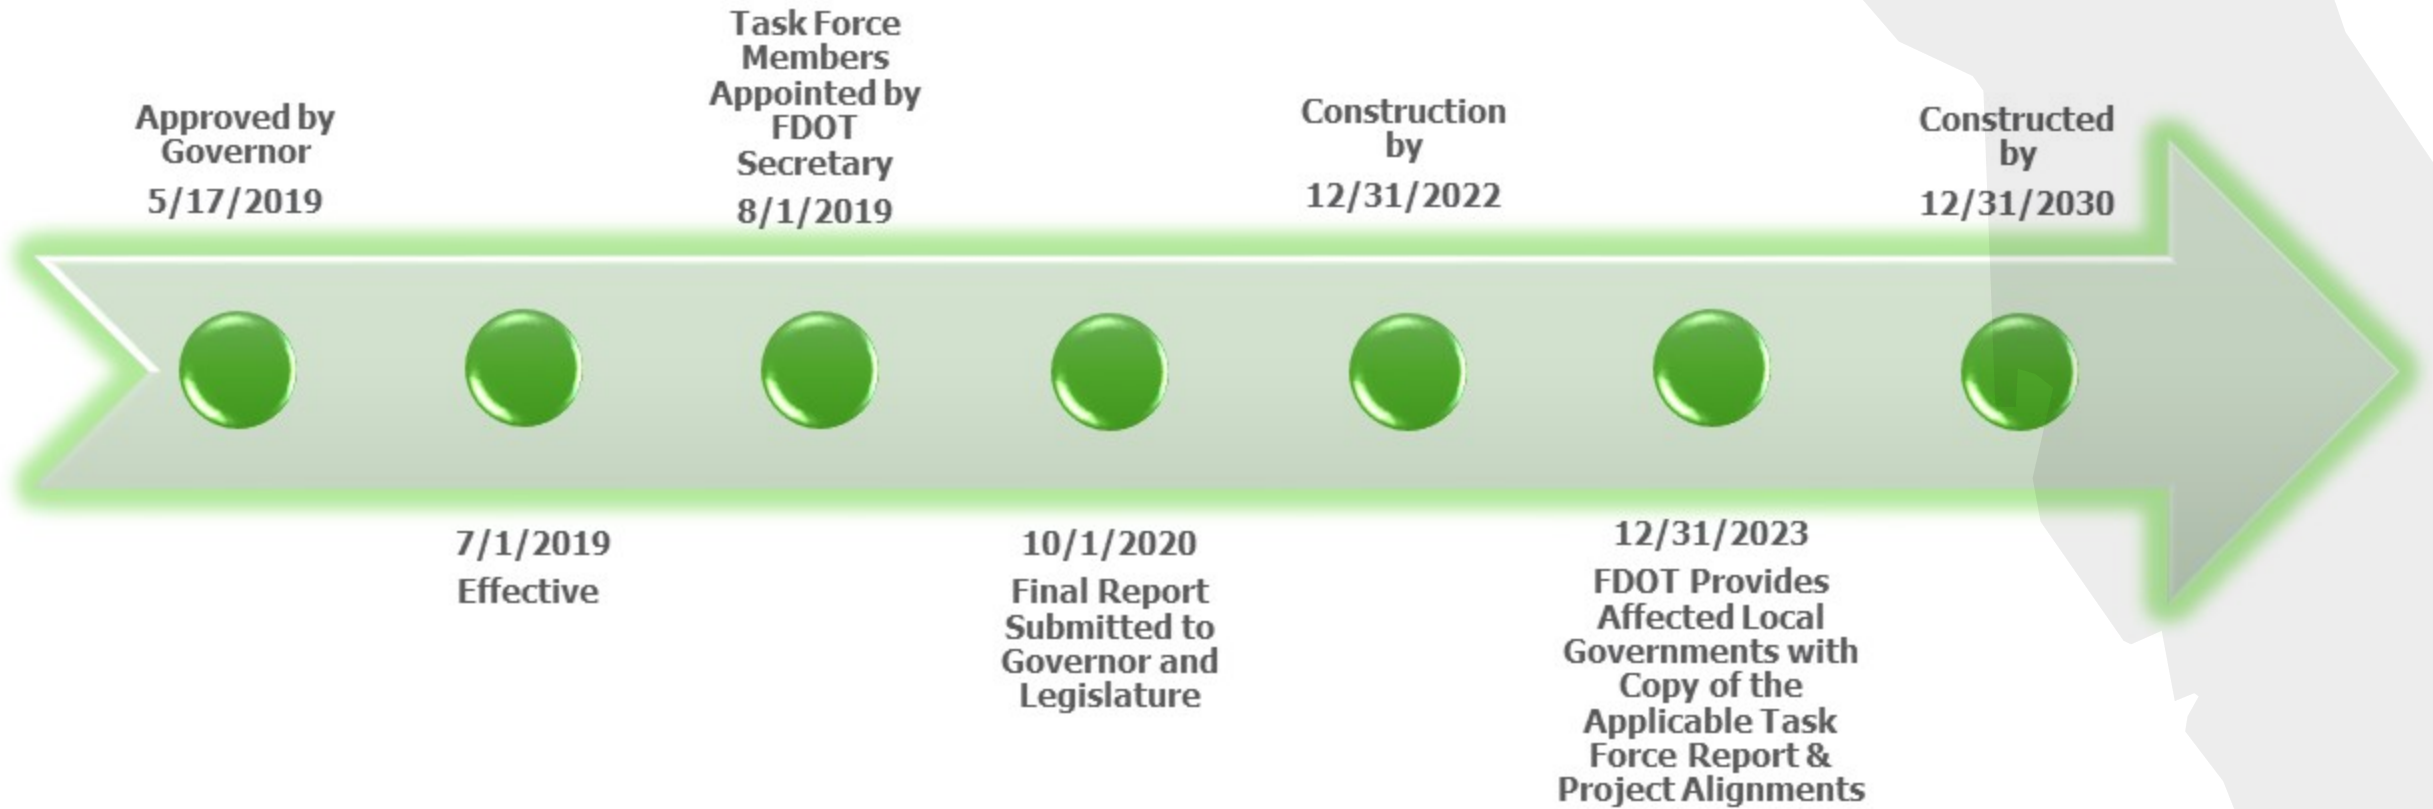 Approved by
Governor
5/17/2019
7/1/2019
Effective
Task Force
Members
Appointed by
FDOT
Secretary
8/1/2019
10/1/2020
Final Report
Submitted to
Governor and
Legislature
Construction
by
12/31/2022
12/31/2023
FDOT Provides
Affected Local
Governments with
Copy of the
Applicable Task
Force Report &
Project Alignments
Constructed
by
12/31/2030